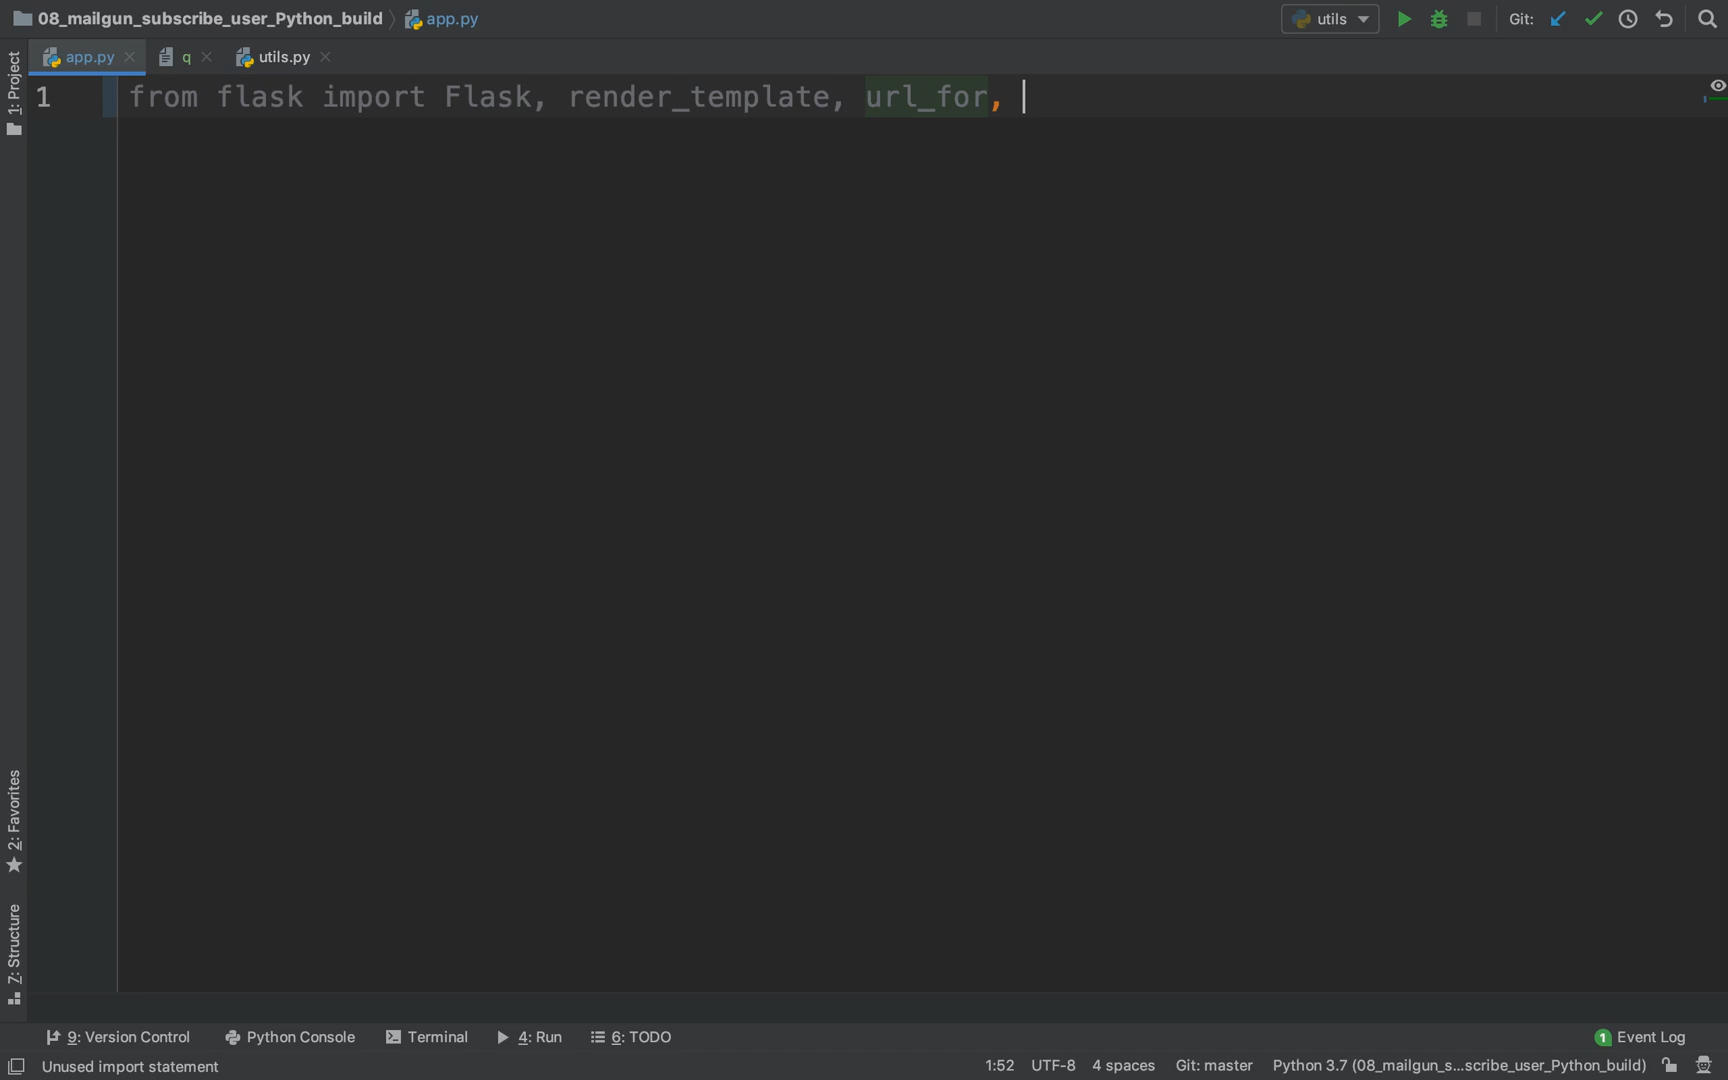 08_mailgun_subscribe_user_Python_build
app.py
utils
Git:
app.py
q
utils.py
1: Project
1
from flask import Flask, render_template, url_for,
2: Favorites
Z: Structure
9: Version Control
Python Console
Terminal
4: Run
6: TODO
1
Event Log
Unused import statement
1:52
UTF-8
4 spaces
Git: master
Python 3.7 (08_mailgun_s...scribe_user_Python_build)